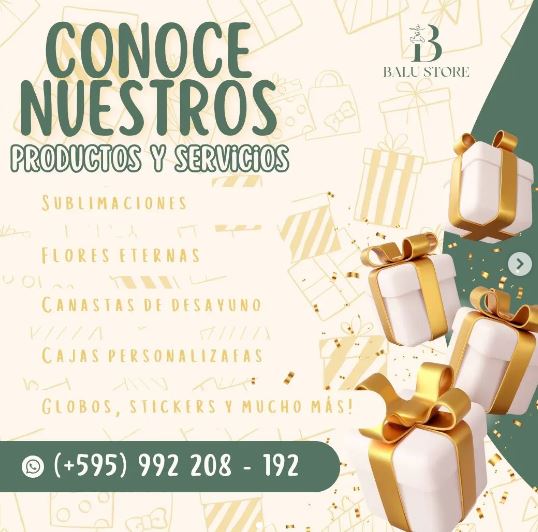 CONOCE
NUESTROS
PRODUCTOS Y SERVICIOS
B
BALU STORE
SUBLIMACIONES
FLORES ETERNAS
CANASTAS DE DESAYUNO
CAJAS PERSONALIZAFAS
GLOBOS, STICKERS Y MUCHO MÁS!
(+595) 992 208 - 192